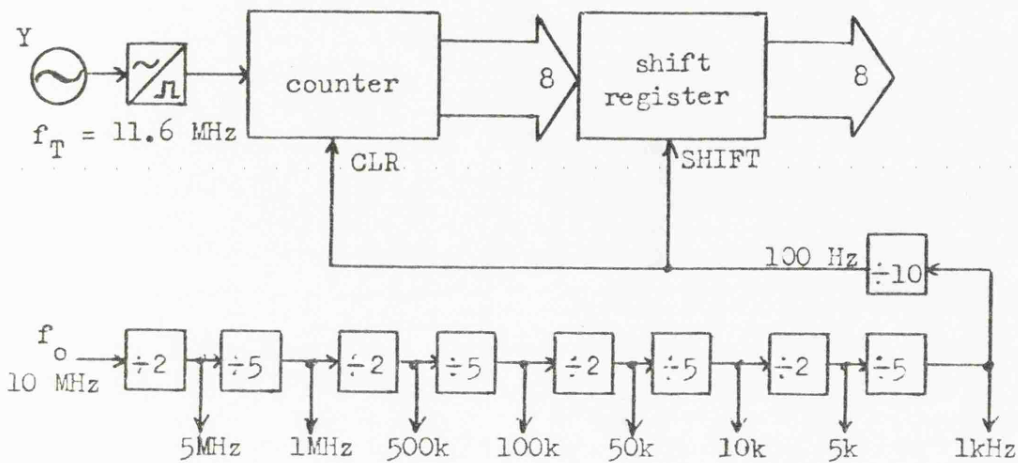 Y
f_T = 11.6 MHz
counter
8
shift
register
8
CLR
SHIFT
100 Hz
÷10
f_o
10 MHz
÷2
÷5
÷2
÷5
÷2
÷5
÷2
÷5
5MHz
1MHz
500k
100k
50k
10k
5k
1kHz